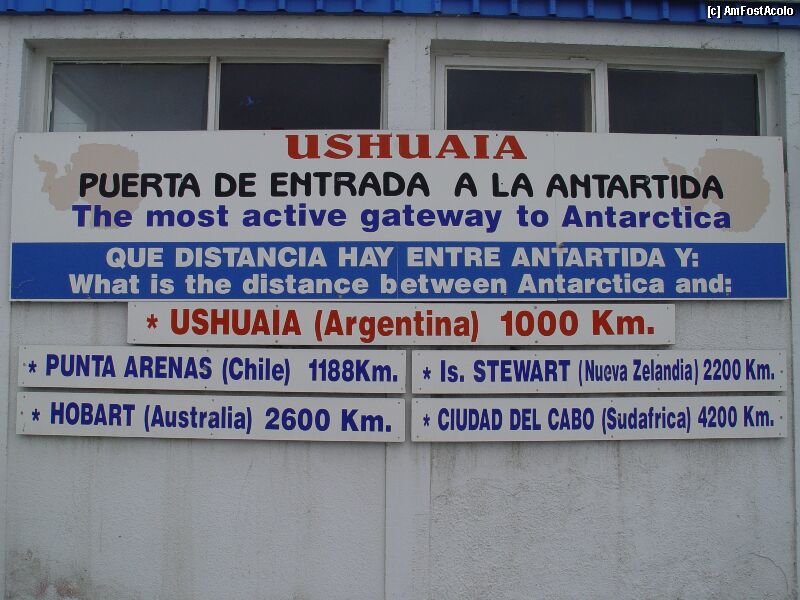 [c] AmFostAcolo
USHUAIA
PUERTA DE ENTRADA A LA ANTARTIDA
The most active gateway to Antarctica
QUE DISTANCIA HAY ENTRE ANTARTIDA Y:
What is the distance between Antarctica and:
* USHUAIA (Argentina) 1000 Km.
* PUNTA ARENAS (Chile) 1188Km.
* Is. STEWART (Nueva Zelandia) 2200 Km.
* HOBART (Australia) 2600 Km.
* CIUDAD DEL CABO (Sudafrica) 4200 Km.